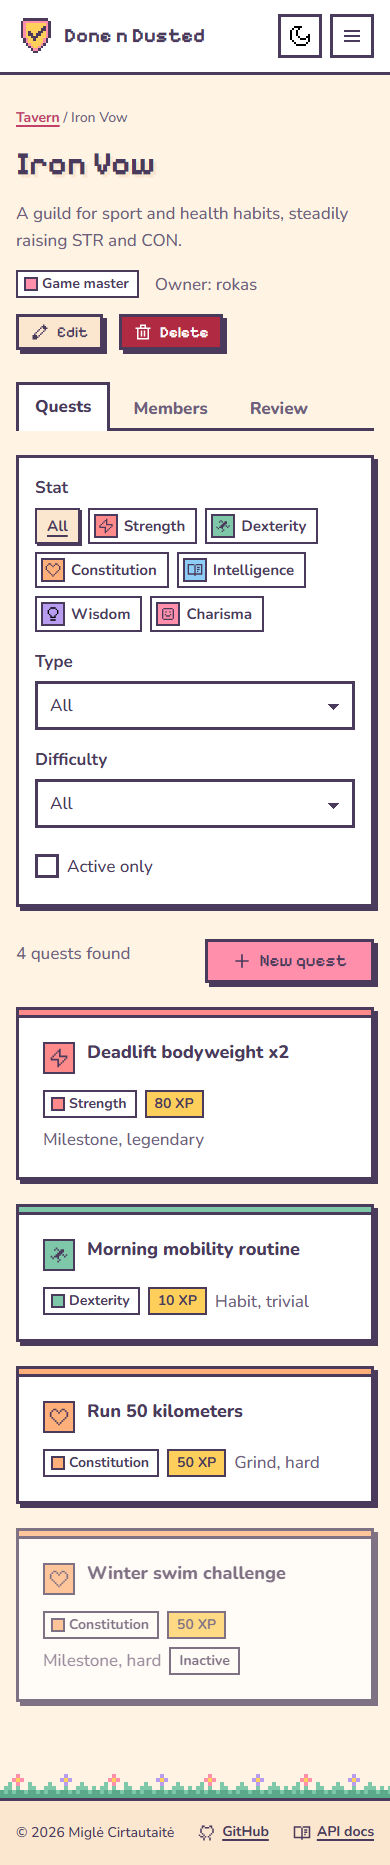 Done n Dusted
Tavern / Iron Vow
Iron Vow
A guild for sport and health habits, steadily
raising STR and CON.
Game master Owner: rokas
Edit Delete
Quests Members Review
Stat
All Strength Dexterity
Constitution Intelligence
Wisdom Charisma
Type
All
Difficulty
All
Active only
4 quests found New quest
Deadlift bodyweight x2
Strength 80 XP
Milestone, legendary
Morning mobility routine
Dexterity 10 XP Habit, trivial
Run 50 kilometers
Constitution 50 XP Grind, hard
Winter swim challenge
Constitution 50 XP
Milestone, hard Inactive
© 2026 Miglė Cirtautaitė GitHub API docs